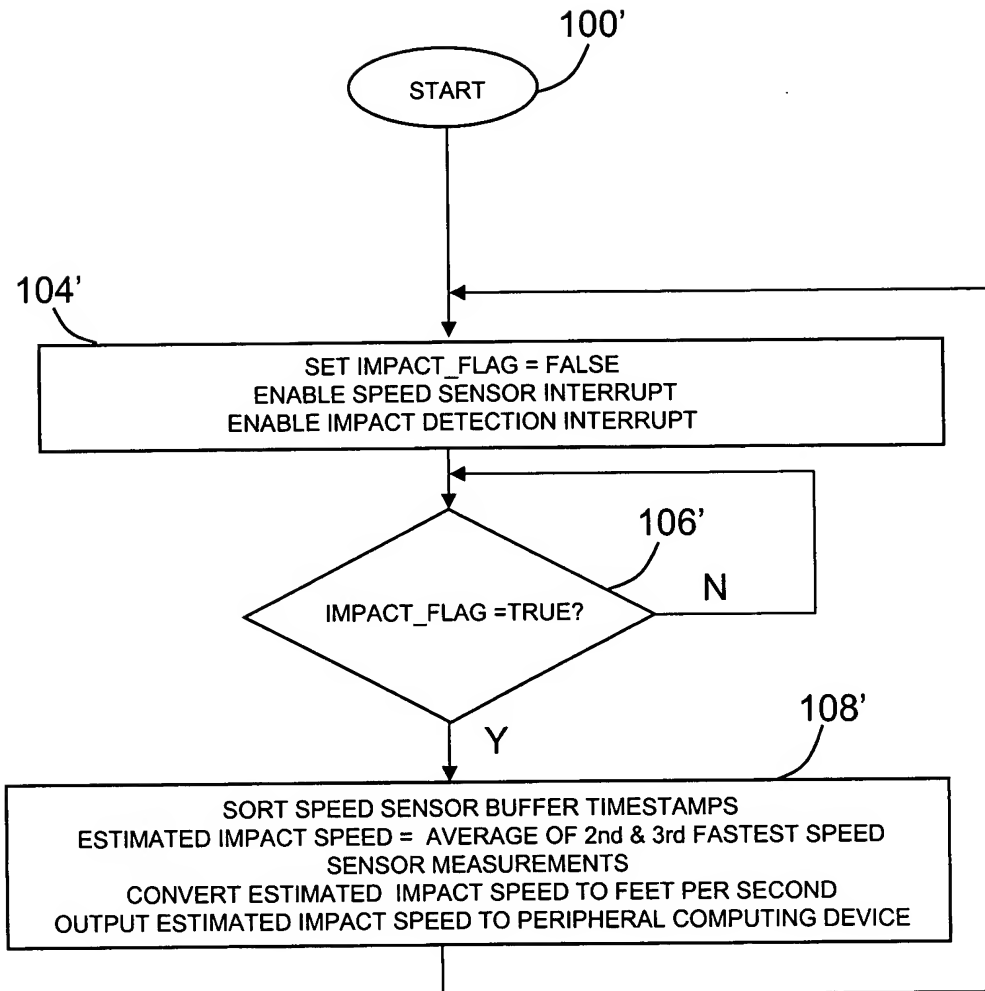 100’
START
104’
SET IMPACT_FLAG = FALSE
ENABLE SPEED SENSOR INTERRUPT
ENABLE IMPACT DETECTION INTERRUPT
106’
IMPACT_FLAG =TRUE?
N
Y
108’
SORT SPEED SENSOR BUFFER TIMESTAMPS
ESTIMATED IMPACT SPEED = AVERAGE OF 2nd & 3rd FASTEST SPEED
SENSOR MEASUREMENTS
CONVERT ESTIMATED IMPACT SPEED TO FEET PER SECOND
OUTPUT ESTIMATED IMPACT SPEED TO PERIPHERAL COMPUTING DEVICE